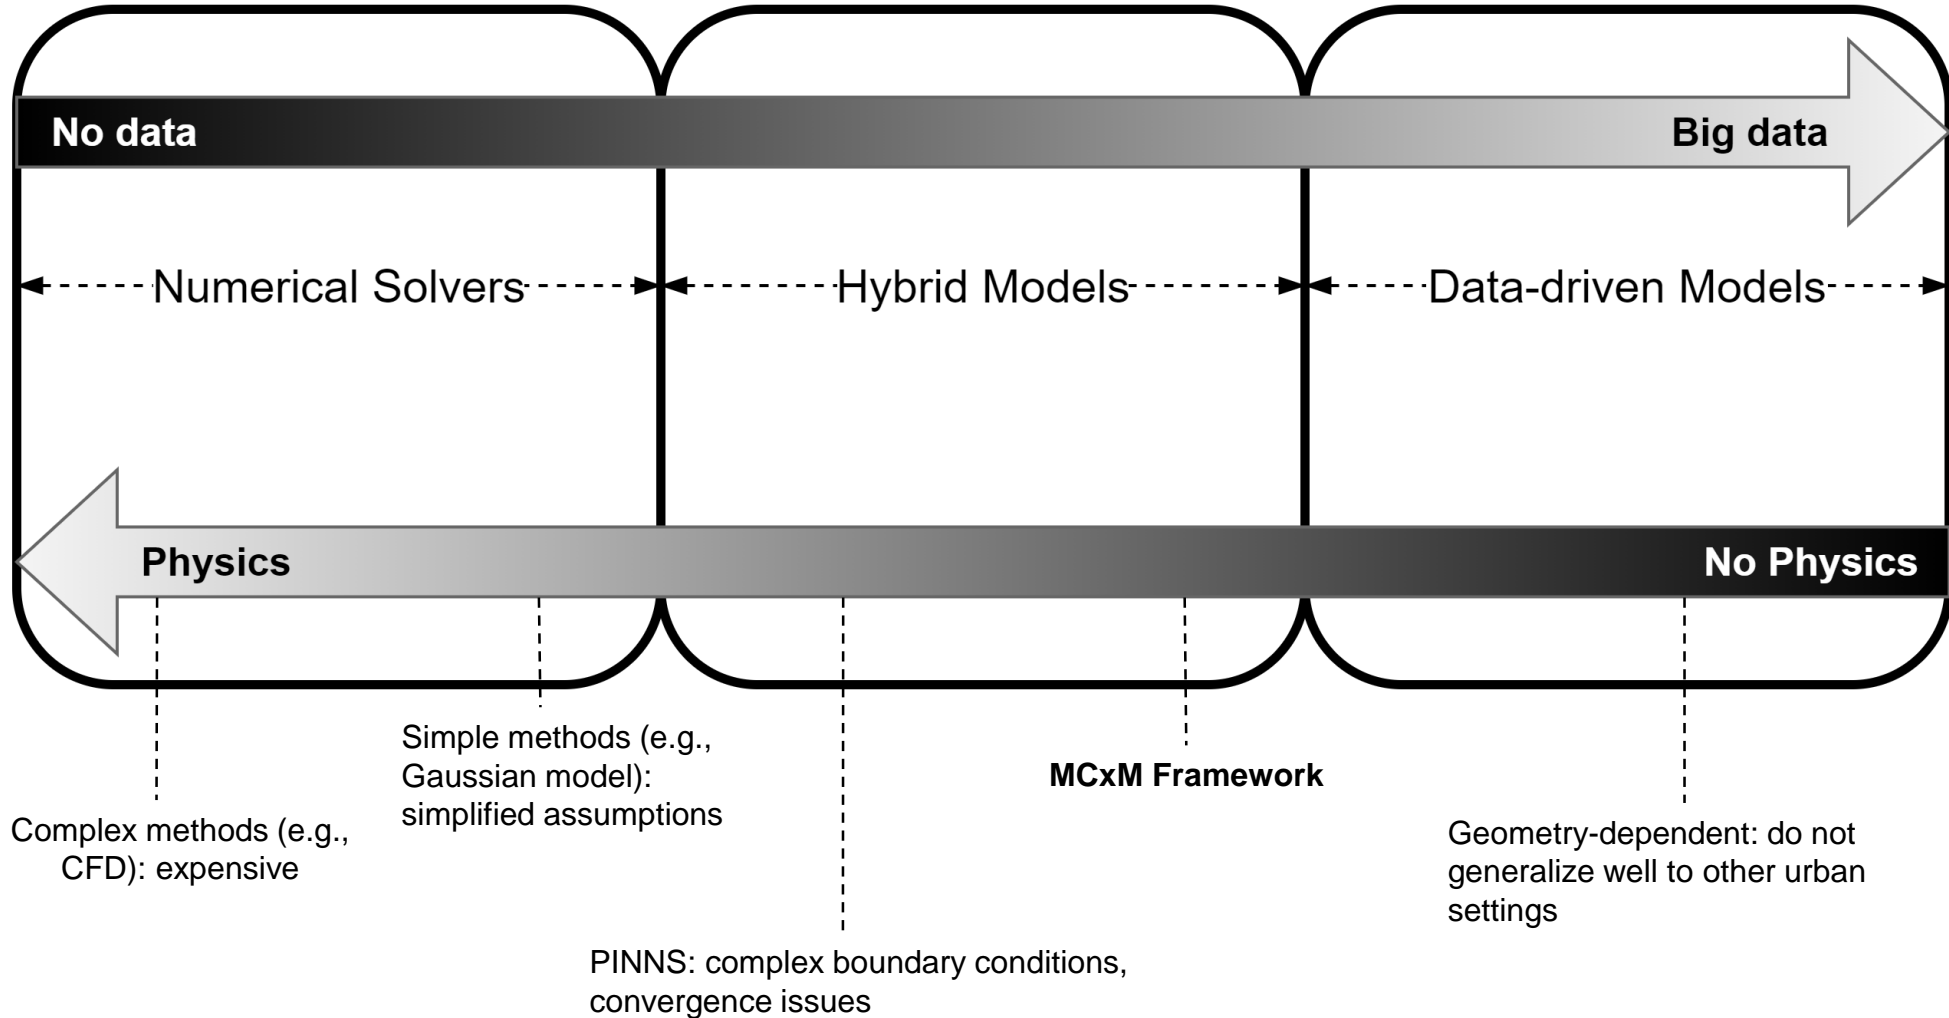 No data
Big data
Numerical Solvers
Hybrid Models
Data-driven Models
Physics
No Physics
Complex methods (e.g.,
CFD): expensive
Simple methods (e.g.,
Gaussian model):
simplified assumptions
PINNS: complex boundary conditions,
convergence issues
MCxM Framework
Geometry-dependent: do not
generalize well to other urban
settings